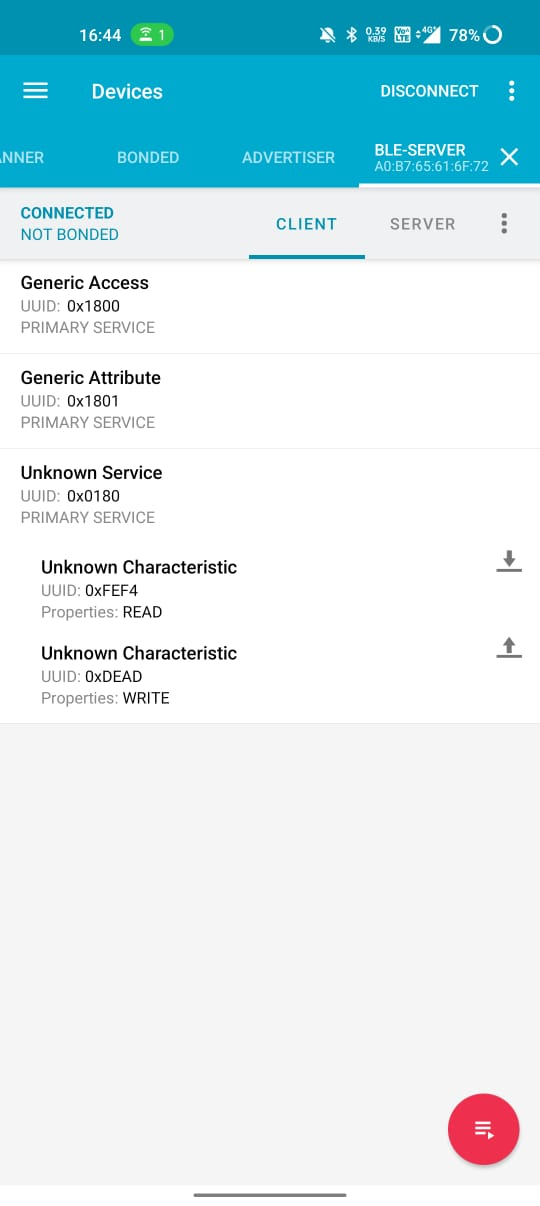 16:44 1 0.39 KB/S Vo LTE 4G+ 78%
Devices DISCONNECT
ANNER BONDED ADVERTISER BLE-SERVER
A0:B7:65:61:6F:72
CONNECTED
NOT BONDED
CLIENT SERVER
Generic Access
UUID: 0x1800
PRIMARY SERVICE
Generic Attribute
UUID: 0x1801
PRIMARY SERVICE
Unknown Service
UUID: 0x0180
PRIMARY SERVICE
Unknown Characteristic
UUID: 0xFEF4
Properties: READ
Unknown Characteristic
UUID: 0xDEAD
Properties: WRITE